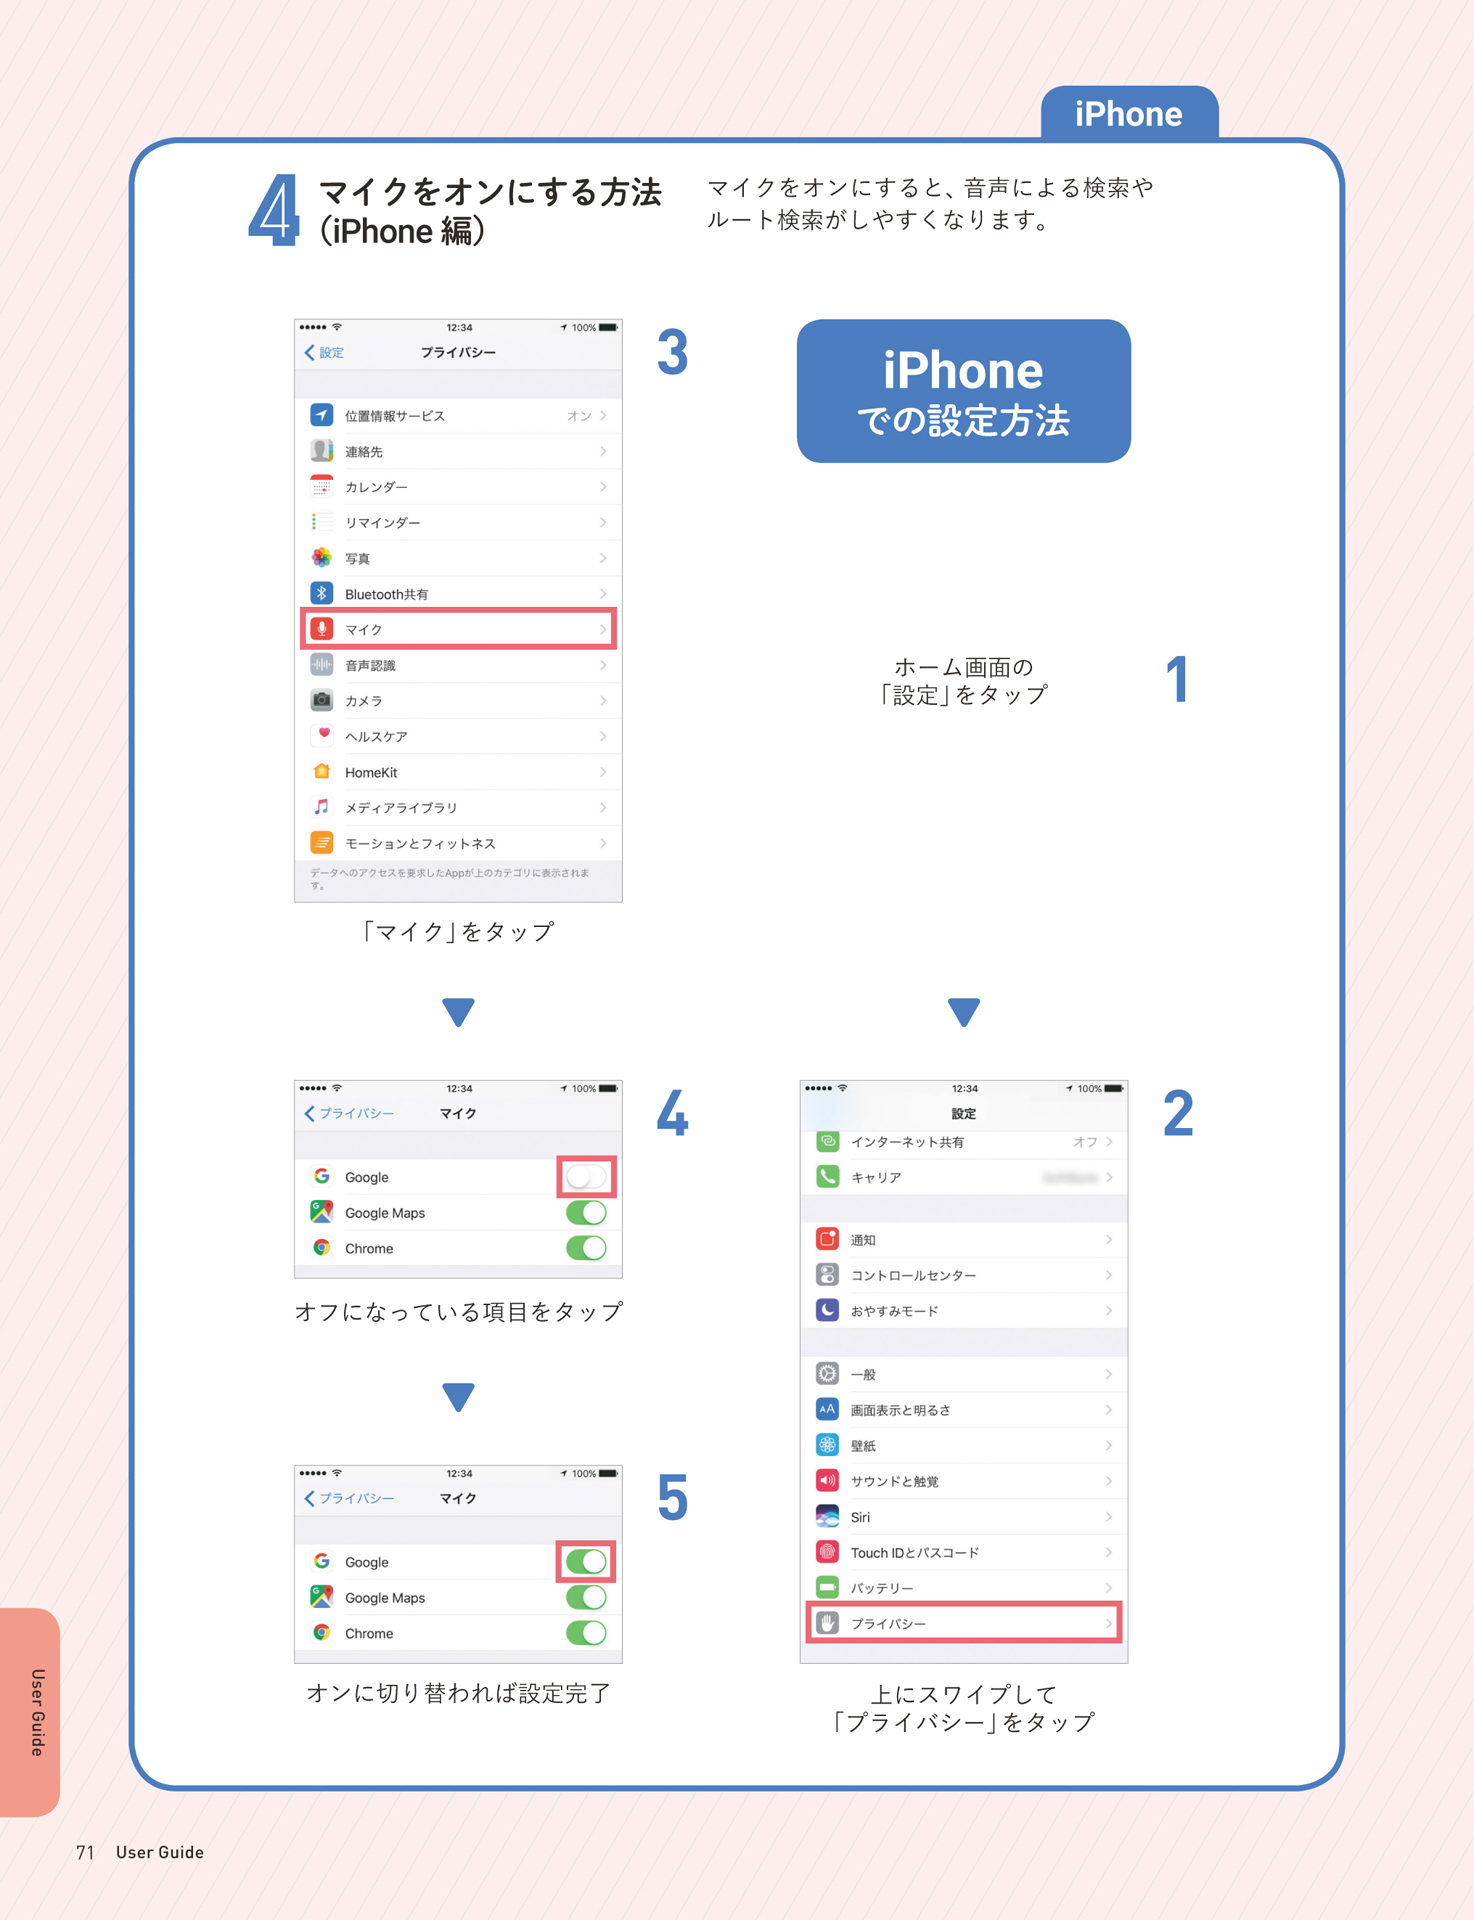 iPhone
4 マイクをオンにする方法
（iPhone 編）
マイクをオンにすると、音声による検索や
ルート検索がしやすくなります。
iPhone
での設定方法
1
ホーム画面の
「設定」をタップ
2
12:34 100%
設定
インターネット共有 オフ
キャリア
通知
コントロールセンター
おやすみモード
一般
AA 画面表示と明るさ
壁紙
サウンドと触覚
Siri
Touch IDとパスコード
バッテリー
プライバシー
上にスワイプして
「プライバシー」をタップ
3
12:34 100%
設定 プライバシー
位置情報サービス オン
連絡先
カレンダー
リマインダー
写真
Bluetooth共有
マイク
音声認識
カメラ
ヘルスケア
HomeKit
メディアライブラリ
モーションとフィットネス
データへのアクセスを要求したAppが上のカテゴリに表示されま
す。
「マイク」をタップ
4
12:34 100%
プライバシー マイク
G Google
G Google Maps
Chrome
オフになっている項目をタップ
5
12:34 100%
プライバシー マイク
G Google
G Google Maps
Chrome
オンに切り替われば設定完了
User Guide
71 User Guide